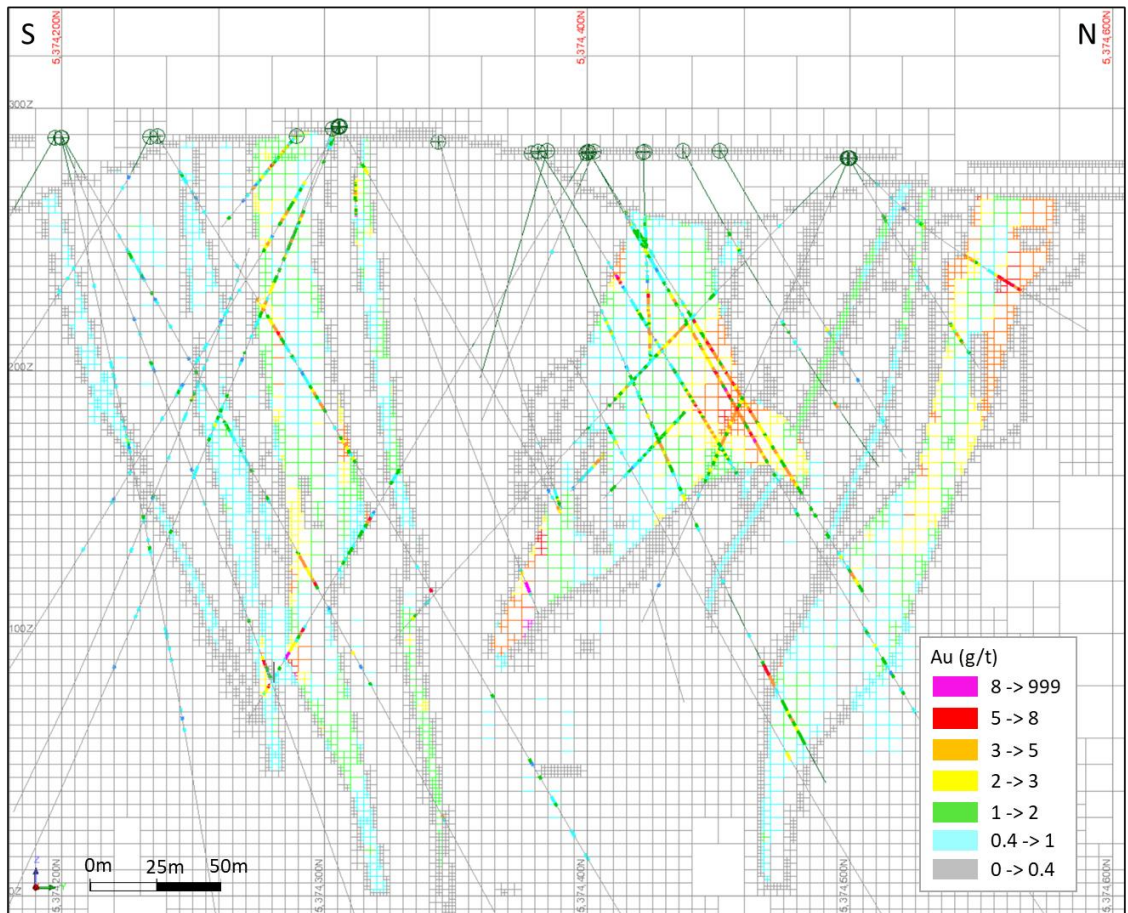 S
N
5,374,200N
5,374,400N
5,374,600N
300Z
200Z
100Z
0Z
Au (g/t)
8 -> 999
5 -> 8
3 -> 5
2 -> 3
1 -> 2
0.4 -> 1
0 -> 0.4
Z
Y
0m
25m
50m
5,374,200N
5,374,300N
5,374,400N
5,374,500N
5,374,600N